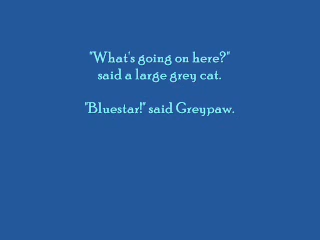 "What's going on here?"
said a large grey cat.
"Bluestar!" said Greypaw.